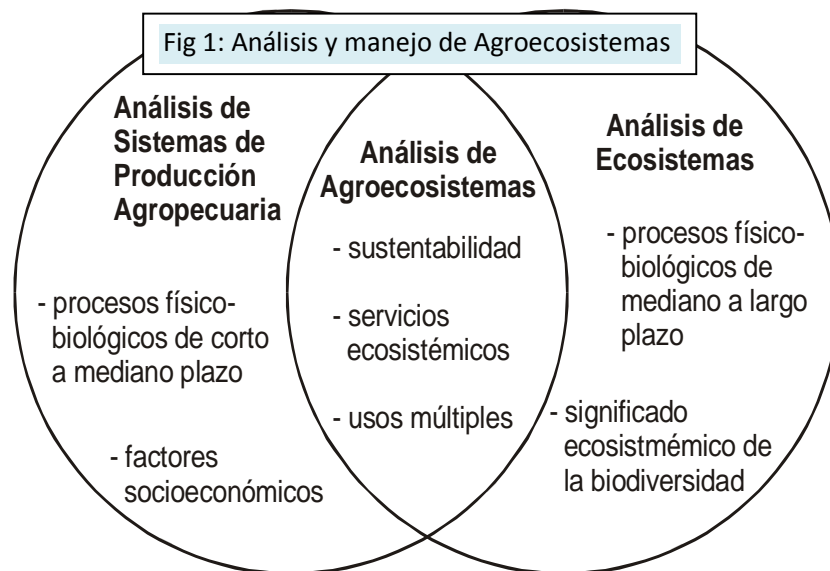 Fig 1: Análisis y manejo de Agroecosistemas
Análisis de
Sistemas de
Producción
Agropecuaria
- procesos físico-
biológicos de corto
a mediano plazo
- factores
socioeconómicos
Análisis de
Agroecosistemas
- sustentabilidad
- servicios
ecosistémicos
- usos múltiples
Análisis de
Ecosistemas
- procesos físico-
biológicos de
mediano a largo
plazo
- significado
ecosistmémico de
la biodiversidad